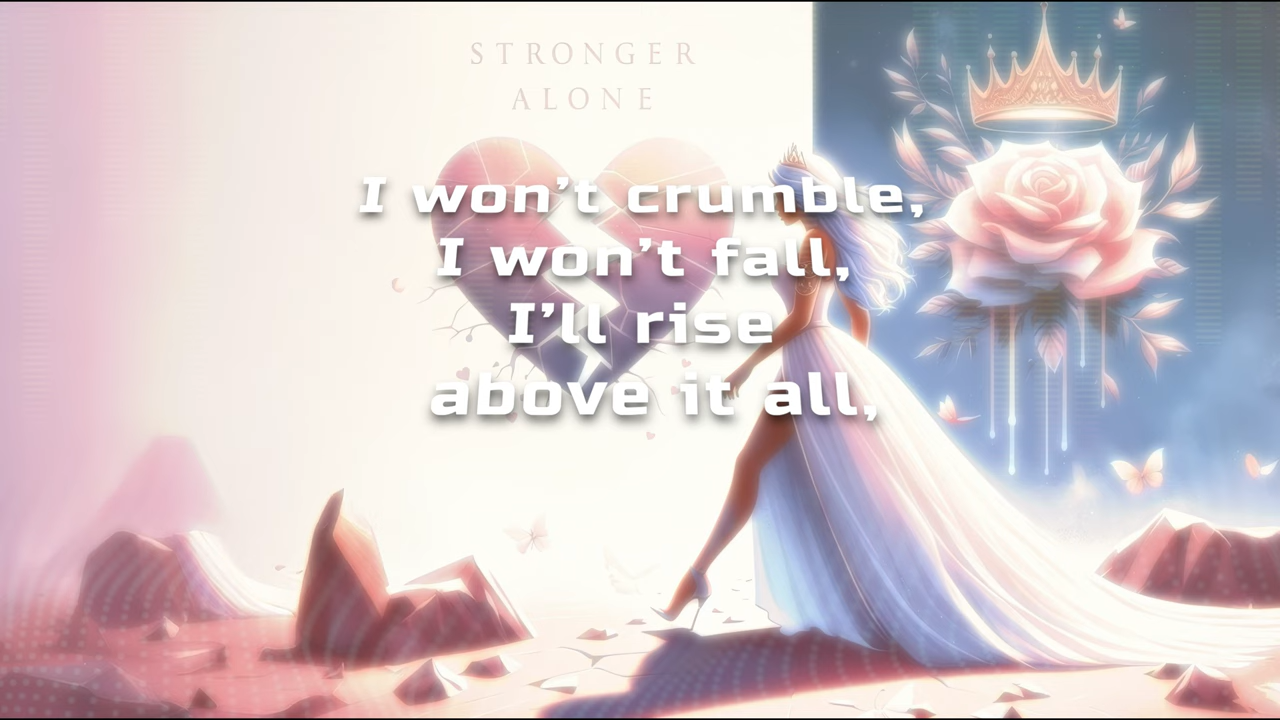 STRONGER
ALONE
I won't crumble,
I won't fall,
I'll rise
above it all,